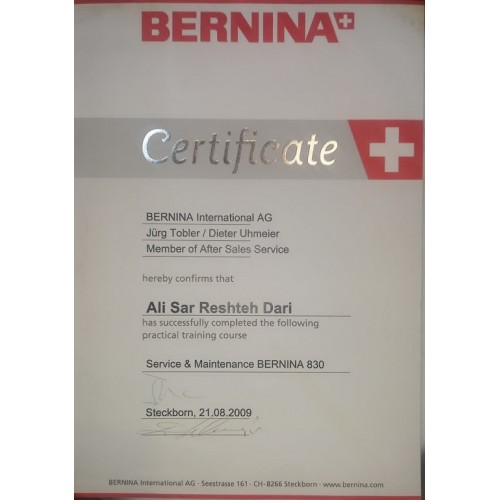 BERNINA
Certificate
BERNINA International AG
Jürg Tobler / Dieter Uhmeier
Member of After Sales Service
hereby confirms that
Ali Sar Reshteh Dari
has successfully completed the following
practical training course
Service & Maintenance BERNINA 830
Steckborn, 21.08.2009
BERNINA International AG · Seestrasse 161 · CH-8266 Steckborn · www.bernina.com